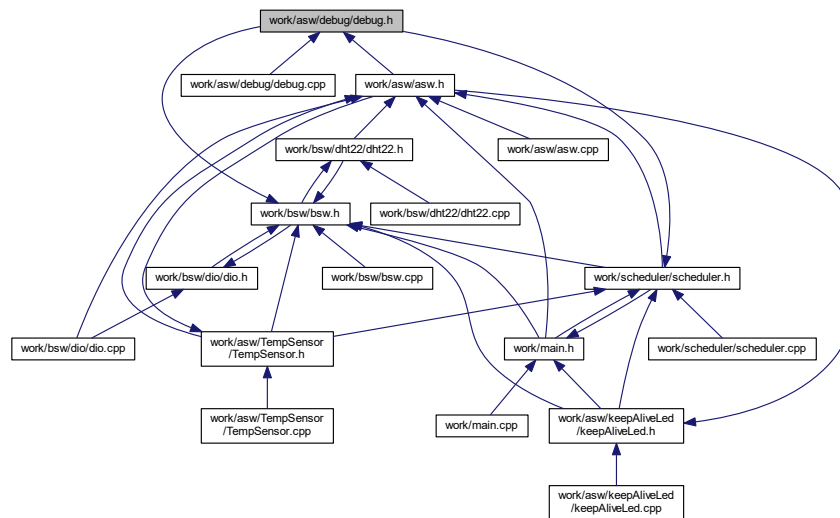 work/asw/debug/debug.h
work/asw/debug/debug.cpp
work/asw/asw.h
work/bsw/dht22/dht22.h
work/asw/asw.cpp
work/bsw/bsw.h
work/bsw/dht22/dht22.cpp
work/bsw/dio/dio.h
work/bsw/bsw.cpp
work/scheduler/scheduler.h
work/bsw/dio/dio.cpp
work/asw/TempSensor
/TempSensor.h
work/main.h
work/scheduler/scheduler.cpp
work/asw/TempSensor
/TempSensor.cpp
work/main.cpp
work/asw/keepAliveLed
/keepAliveLed.h
work/asw/keepAliveLed
/keepAliveLed.cpp